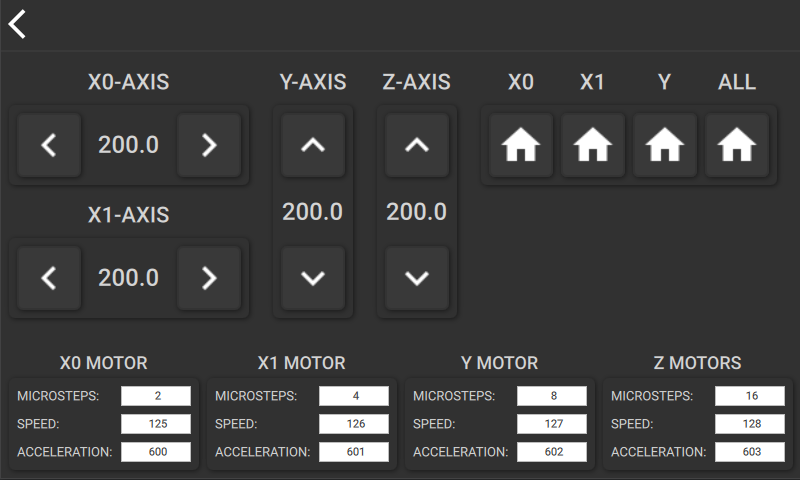 X0-AXIS Y-AXIS Z-AXIS X0 X1 Y ALL
200.0
X1-AXIS 200.0 200.0
200.0
X0 MOTOR X1 MOTOR Y MOTOR Z MOTORS
MICROSTEPS: 2 MICROSTEPS: 4 MICROSTEPS: 8 MICROSTEPS: 16
SPEED: 125 SPEED: 126 SPEED: 127 SPEED: 128
ACCELERATION: 600 ACCELERATION: 601 ACCELERATION: 602 ACCELERATION: 603